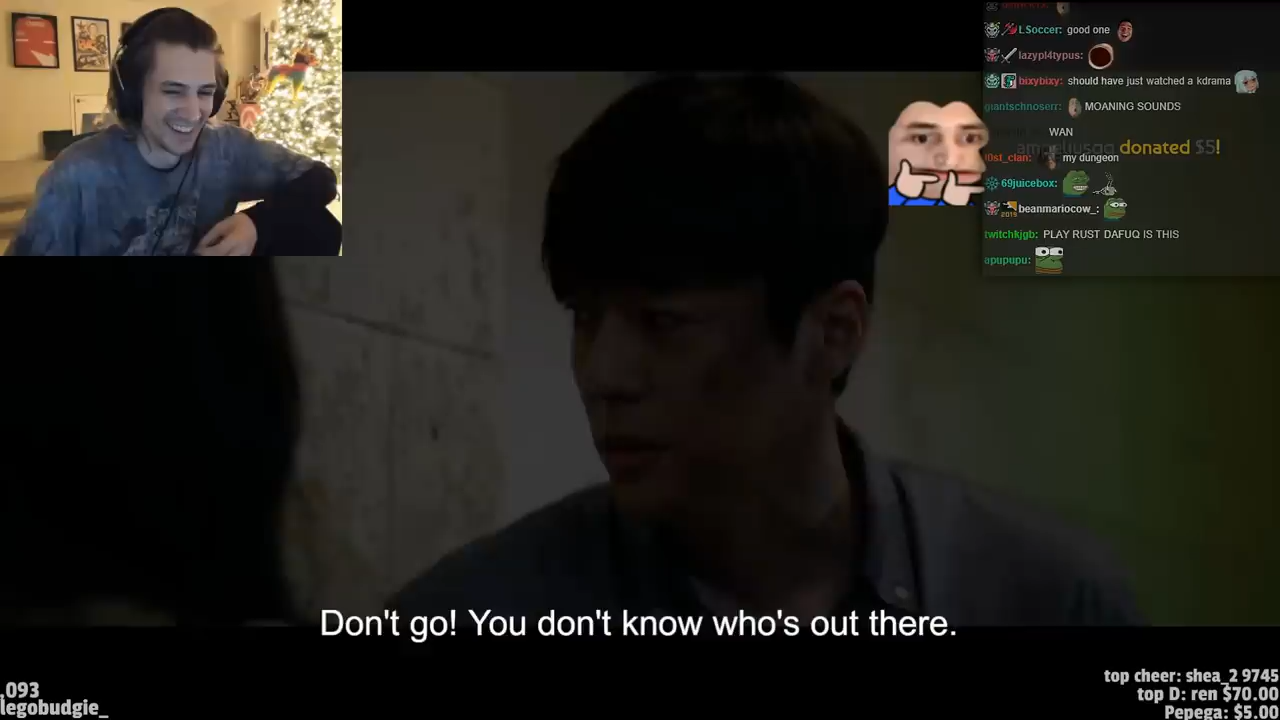 LSoccer: good one
lazypl4typus:
bixybixy: should have just watched a kdrama
giantschnoserr: MOANING SOUNDS
WAN
donated $5!
l0st_clan: my dungeon
69juicebox:
2019 beanmariocow_:
twitchkjgb: PLAY RUST DAFUQ IS THIS
apupupu:
Don't go! You don't know who's out there.
,093
legobudgie_
top cheer: shea_2 9745
top D: ren $70.00
Pepega: $5.00